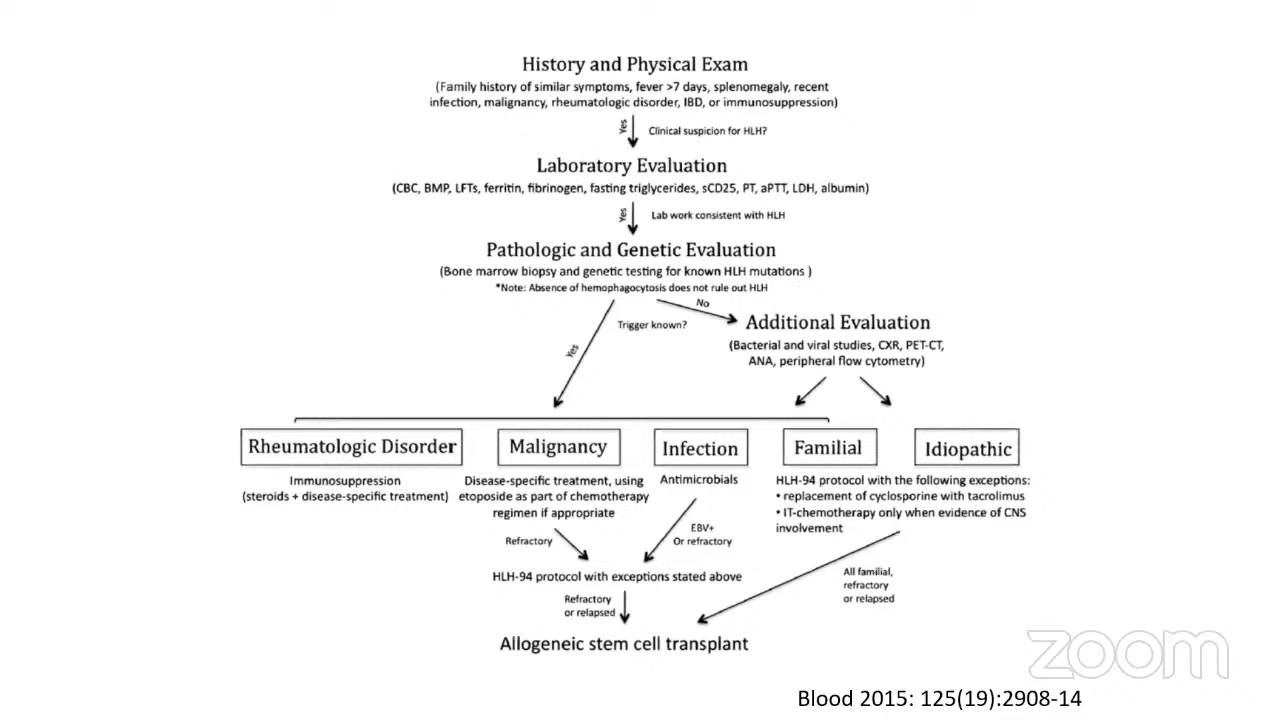 History and Physical Exam
(Family history of similar symptoms, fever >7 days, splenomegaly, recent
infection, malignancy, rheumatologic disorder, IBD, or immunosuppression)
Yes
Clinical suspicion for HLH?
Laboratory Evaluation
(CBC, BMP, LFTs, ferritin, fibrinogen, fasting triglycerides, sCD25, PT, aPTT, LDH, albumin)
Yes
Lab work consistent with HLH
Pathologic and Genetic Evaluation
(Bone marrow biopsy and genetic testing for known HLH mutations )
*Note: Absence of hemophagocytosis does not rule out HLH
No
Trigger known?
Yes
Additional Evaluation
(Bacterial and viral studies, CXR, PET-CT,
ANA, peripheral flow cytometry)
Rheumatologic Disorder
Immunosuppression
(steroids + disease-specific treatment)
Malignancy
Disease-specific treatment, using
etoposide as part of chemotherapy
regimen if appropriate
Infection
Antimicrobials
Familial
Idiopathic
HLH-94 protocol with the following exceptions:
• replacement of cyclosporine with tacrolimus
• IT-chemotherapy only when evidence of CNS
involvement
Refractory
EBV+
Or refractory
HLH-94 protocol with exceptions stated above
Refractory
or relapsed
All familial,
refractory
or relapsed
Allogeneic stem cell transplant
zoom
Blood 2015: 125(19):2908-14